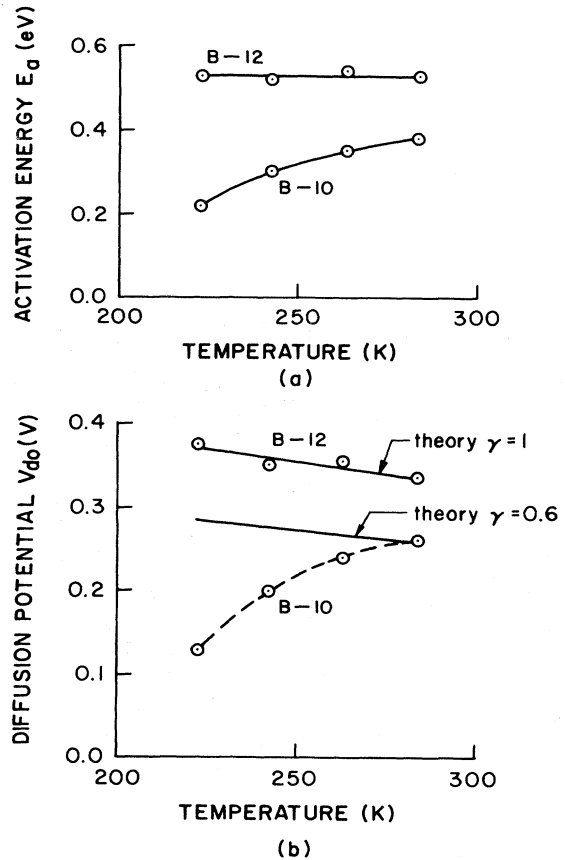 ACTIVATION ENERGY Ea (eV)
0.6
B-12
0.4
B-10
0.2
0.0
200
250
300
TEMPERATURE (K)
(a)
DIFFUSION POTENTIAL Vdo(V)
0.4
B-12
theory γ=1
0.3
theory γ=0.6
0.2
B-10
0.1
0.0
200
250
300
TEMPERATURE (K)
(b)